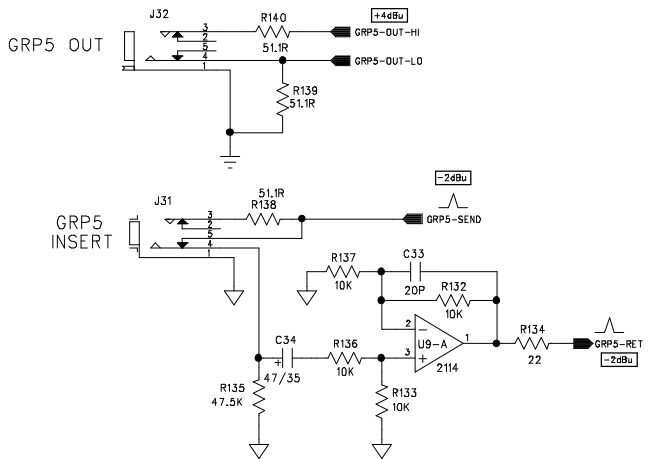 J32
R140
+4dBu
3
2
5
4
1
51.1R
GRP5-OUT-HI
GRP5 OUT
GRP5-OUT-LO
R139
51.1R
-2dBu
51.1R
J31
R138
GRP5-SEND
GRP5
INSERT
3
2
5
4
1
R137
10K
C33
20P
R132
10K
2
-
U9-A
1
3
+
2114
R134
22
GRP5-RET
-2dBu
C34
+
47/35
R136
10K
R135
47.5K
R133
10K